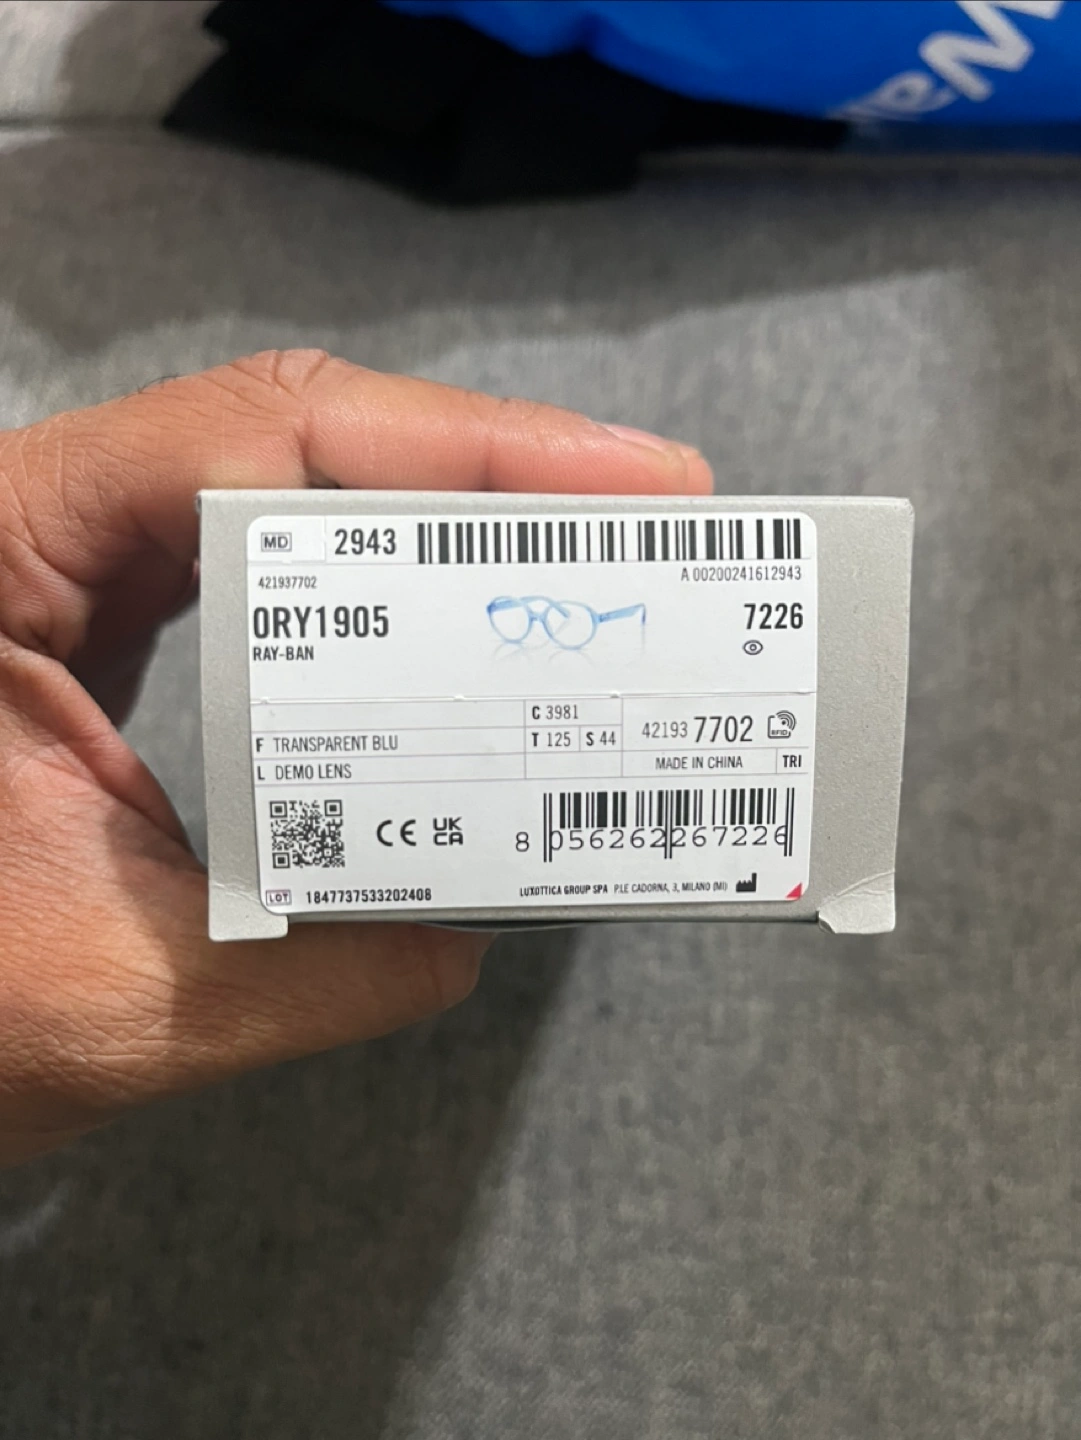 MD 2943
A 00200241612943
421937702
0RY1905
7226
RAY-BAN
C 3981
F TRANSPARENT BLU
T 125 S 44
42193 7702
RFID
L DEMO LENS
MADE IN CHINA
TRI
CE UK CA
8 056262 267226
LOT 1847737533202408
LUXOTTICA GROUP SPA P.LE CADORNA, 3, MILANO (MI)